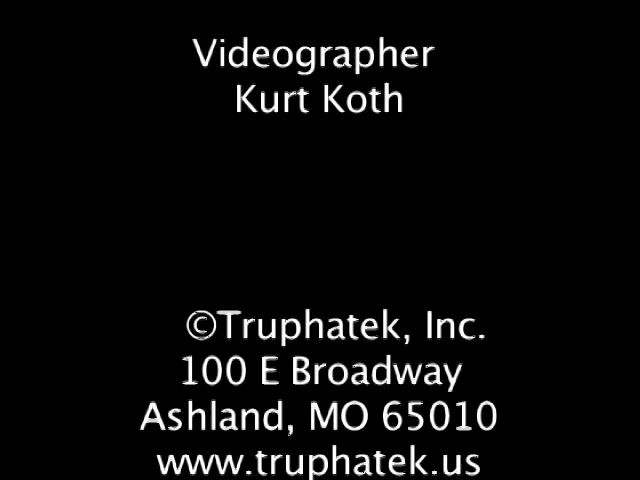 Videographer
Kurt Koth
©Truphatek, Inc.
100 E Broadway
Ashland, MO 65010
www.truphatek.us